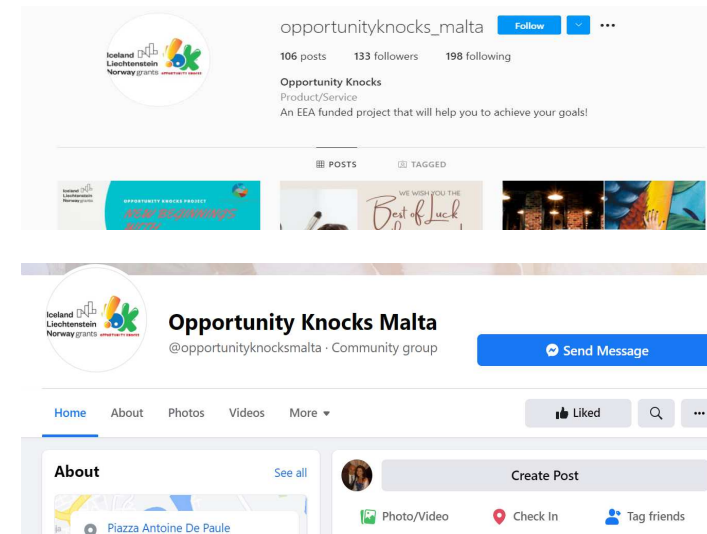 opportunityknocks_malta Follow
106 posts 133 followers 198 following
Iceland
Liechtenstein
Norway grants OPPORTUNITY KNOCKS
Opportunity Knocks
Product/Service
An EEA funded project that will help you to achieve your goals!
POSTS TAGGED
Iceland
Liechtenstein
Norway grants
OPPORTUNITY KNOCKS PROJECT
NEW BEGINNINGS
WITH
WE WISH YOU THE
Best of Luck
Iceland
Liechtenstein
Norway grants OPPORTUNITY KNOCKS
Opportunity Knocks Malta
@opportunityknocksmalta · Community group
Send Message
Home About Photos Videos More
Liked
About See all
Create Post
Photo/Video Check In Tag friends
Piazza Antoine De Paule